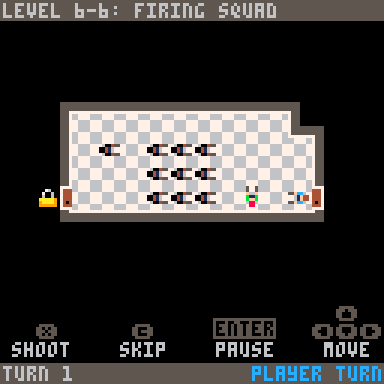 LEVEL 6-6: FIRING SQUAD
X C ENTER
SHOOT SKIP PAUSE MOVE
TURN 1 PLAYER TURN